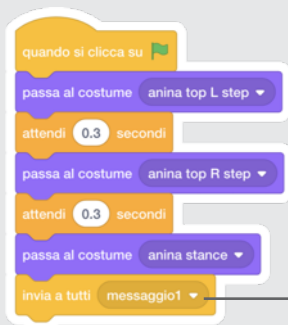 quando si clicca su
passa al costume anina top L step
attendi 0.3 secondi
passa al costume anina top R step
attendi 0.3 secondi
passa al costume anina stance
invia a tutti messaggio1